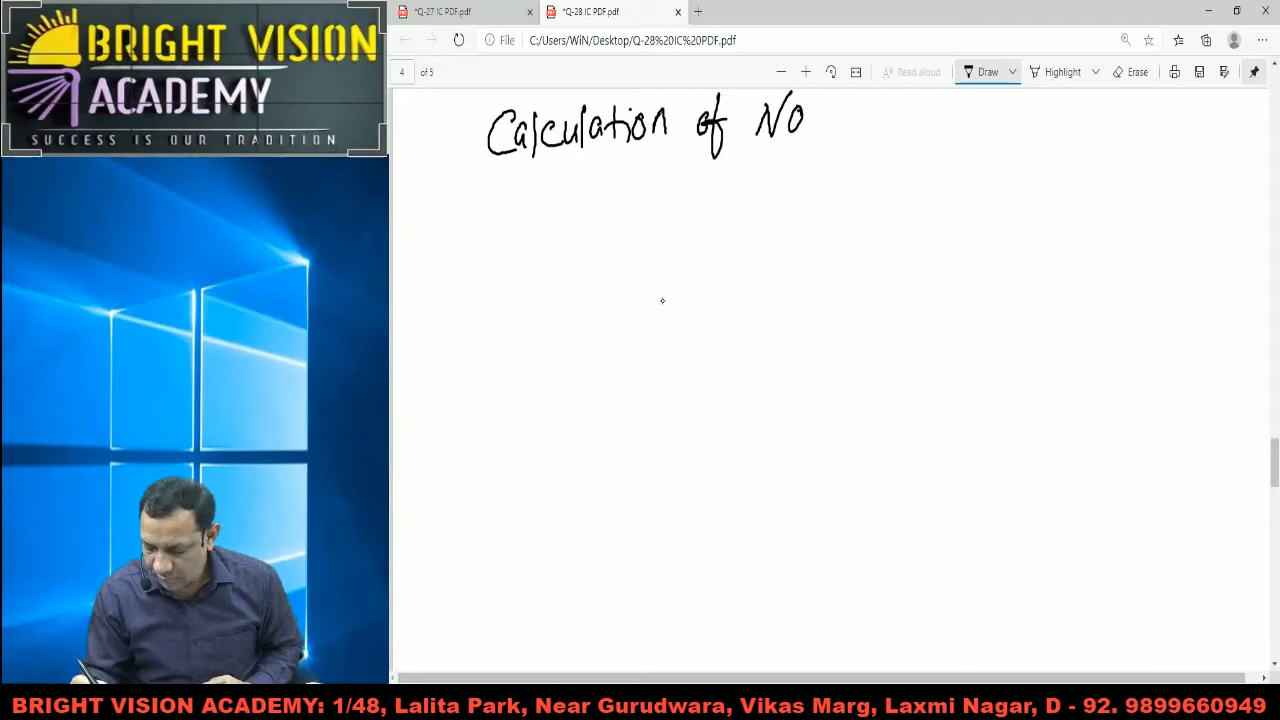 BRIGHT VISION
ACADEMY
SUCCESS IS OUR TRADITION
*Q-27 IC PDF.pdf
*Q-28 IC PDF.pdf
File C:/Users/WiN/Desktop/Q-28%20IC%20PDF.pdf
4 of 5
Read aloud
Draw
Highlight
Erase
Calculation of No
BRIGHT VISION ACADEMY: 1/48, Lalita Park, Near Gurudwara, Vikas Marg, Laxmi Nagar, D - 92. 9899660949